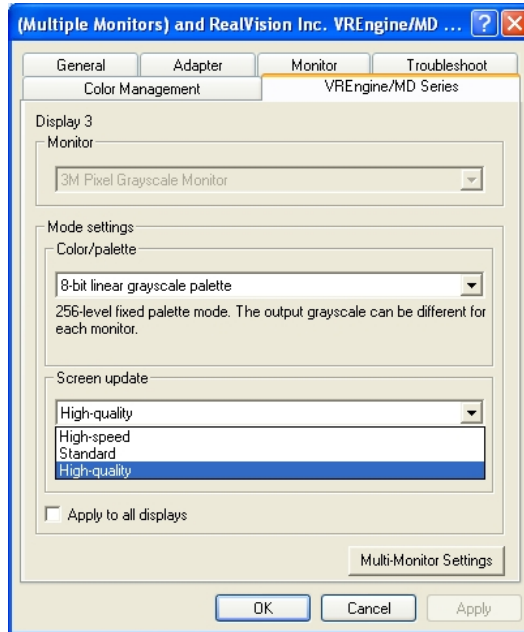 (Multiple Monitors) and RealVision Inc. VREngine/MD ...
General Adapter Monitor Troubleshoot
Color Management VREngine/MD Series
Display 3
Monitor
3M Pixel Grayscale Monitor
Mode settings
Color/palette
8-bit linear grayscale palette
256-level fixed palette mode. The output grayscale can be different for
each monitor.
Screen update
High-quality
High-speed
Standard
High-quality
Apply to all displays
Multi-Monitor Settings
OK Cancel Apply